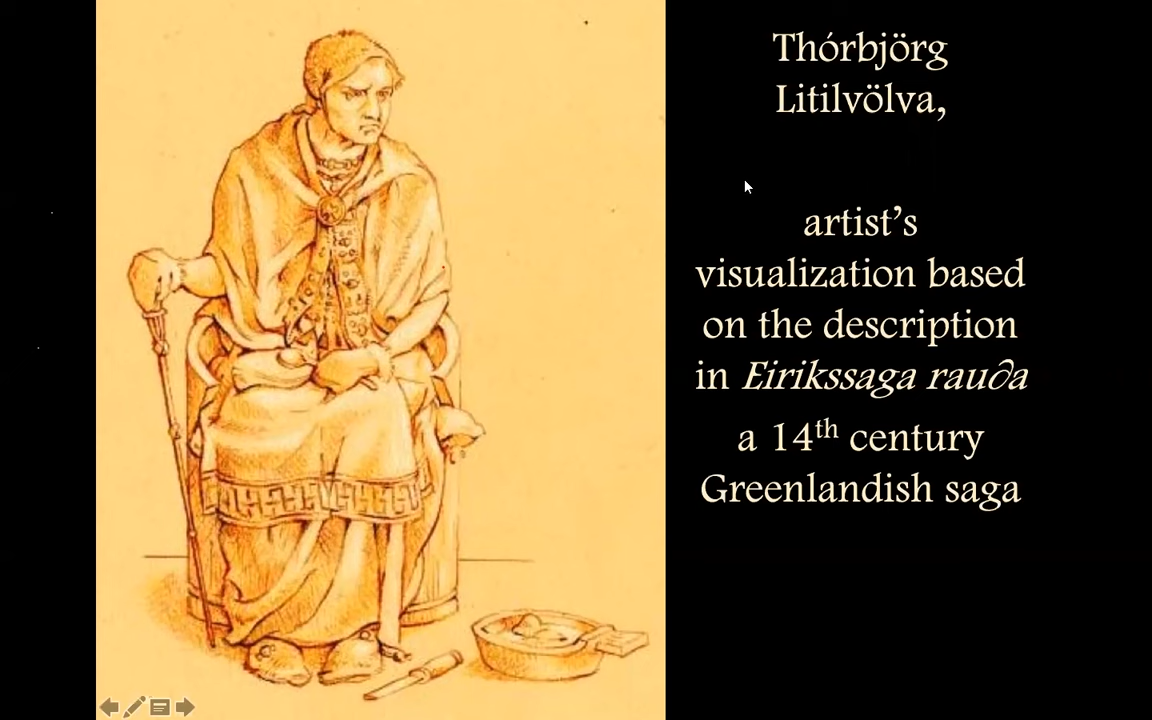 Thórbjörg
Litilvölva,
artist’s
visualization based
on the description
in Eirikssaga rauða
a 14th century
Greenlandish saga